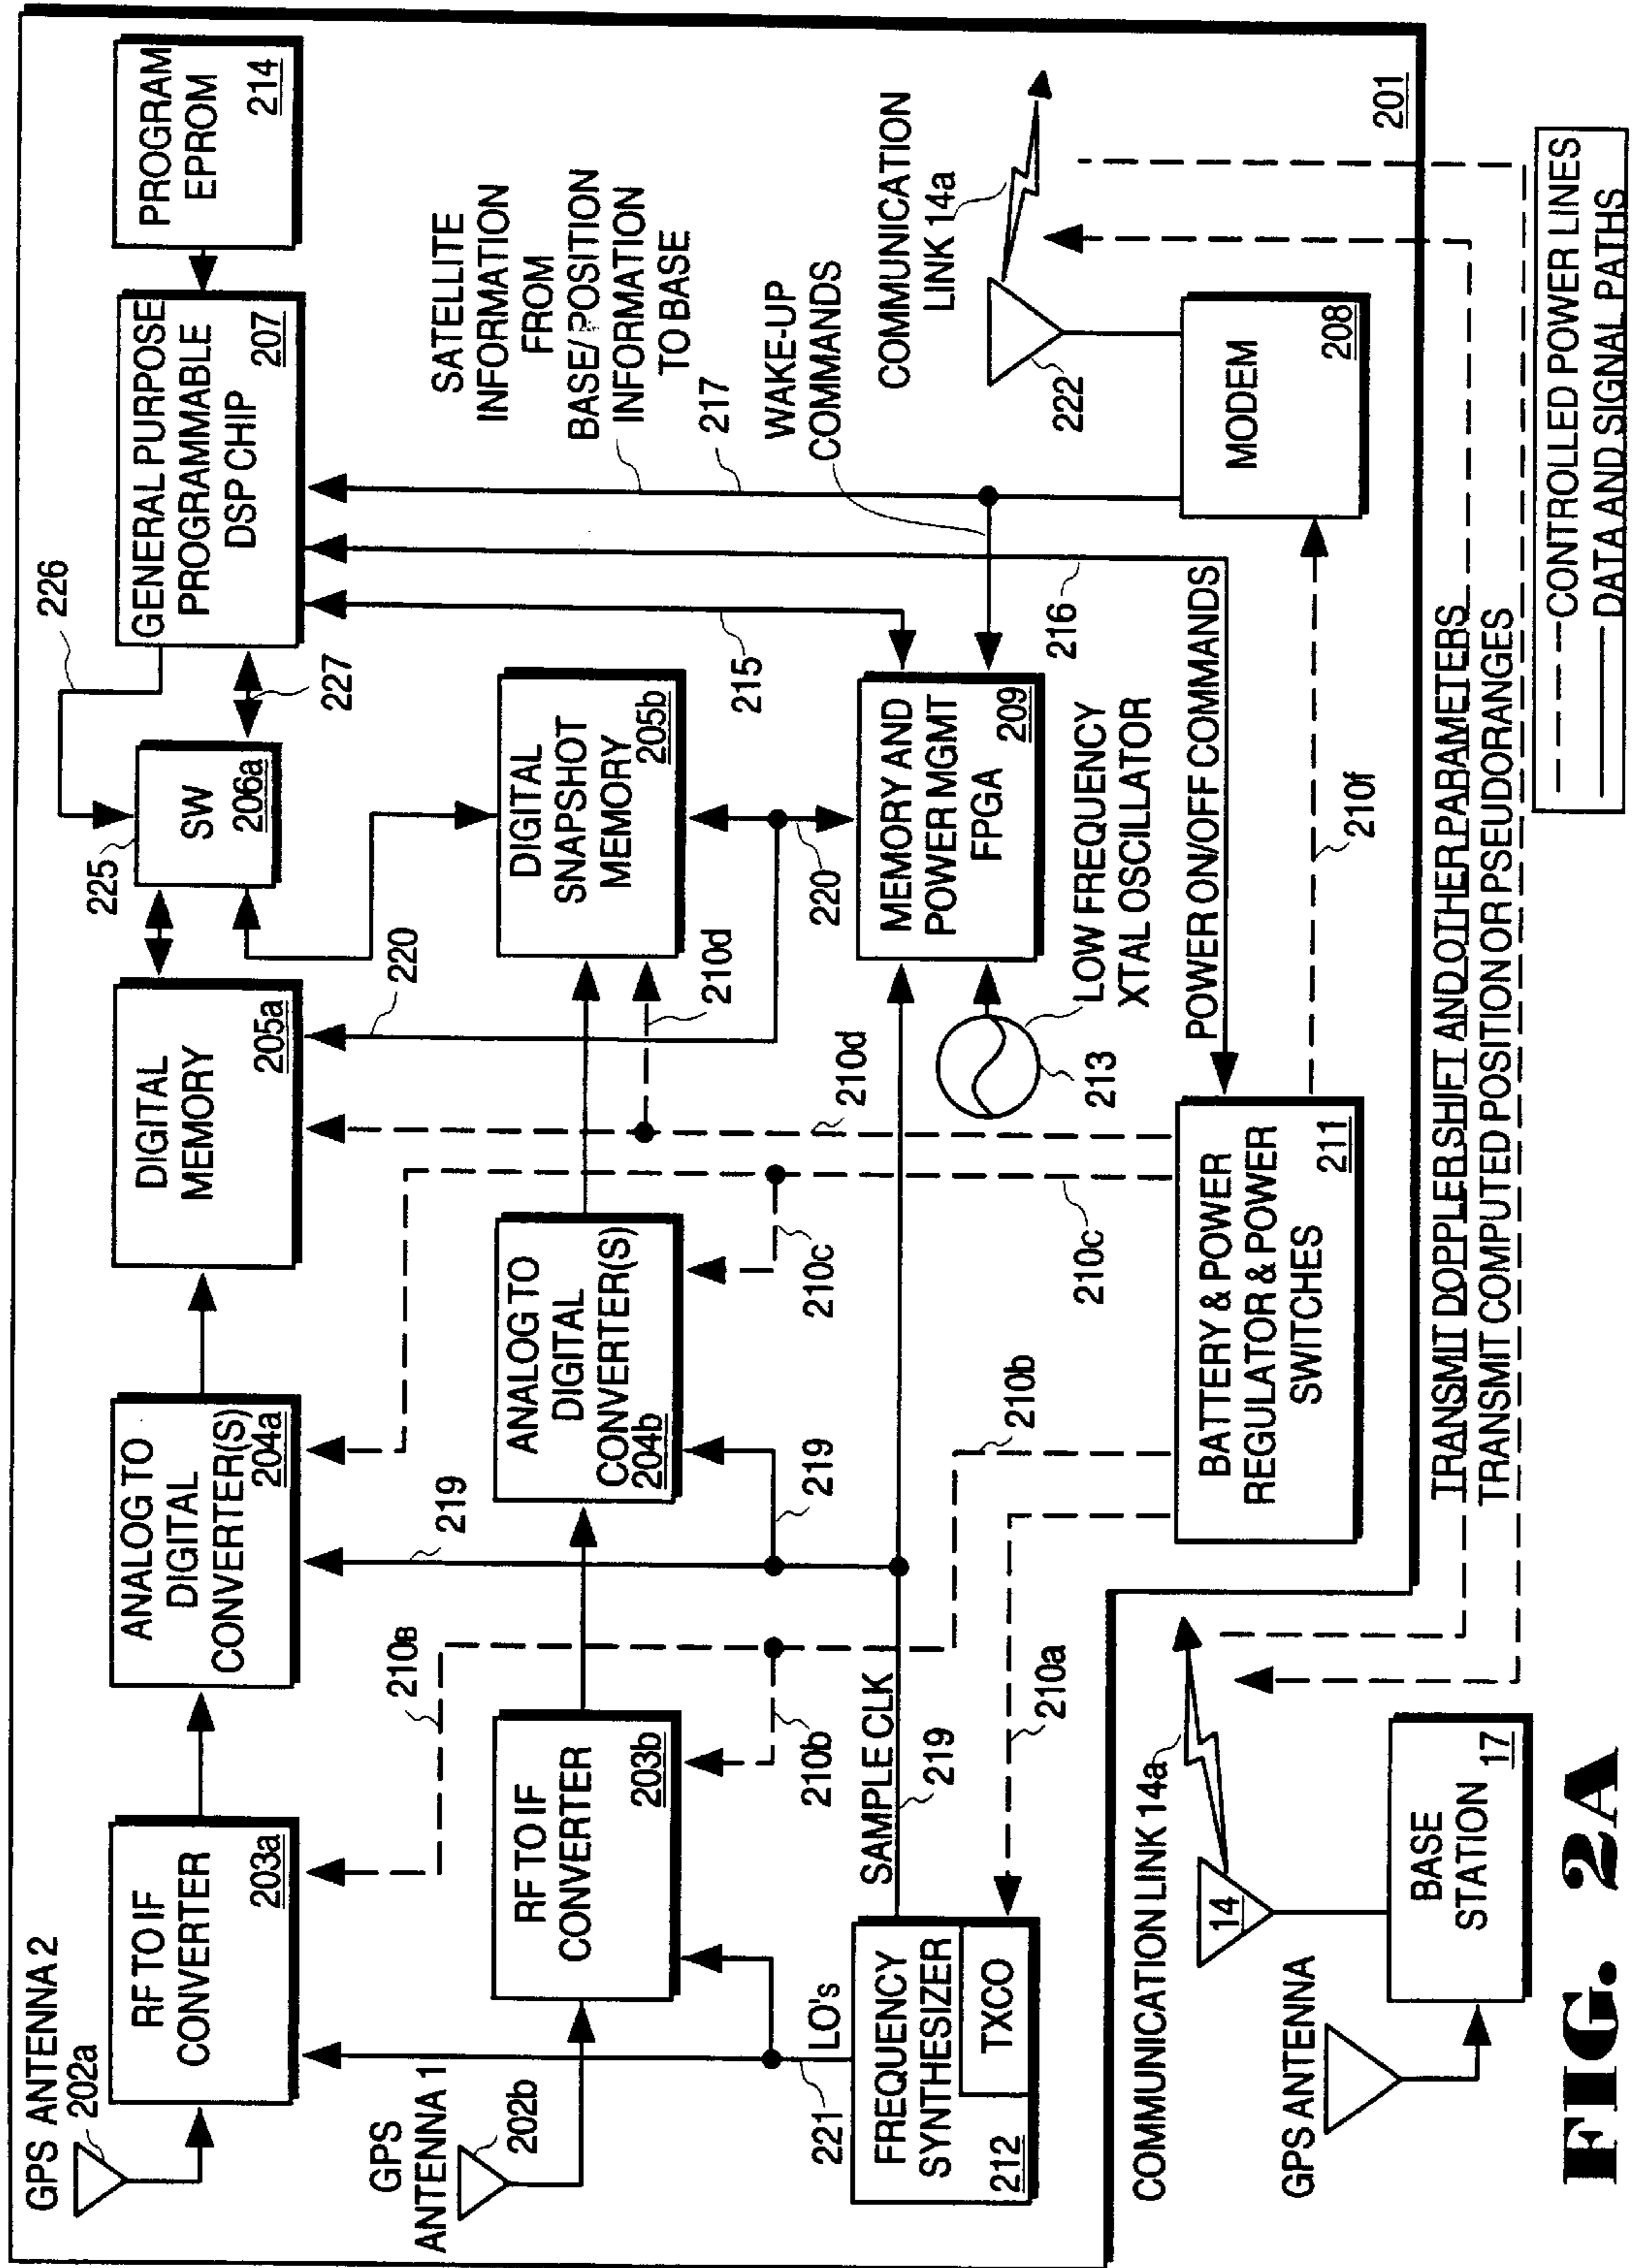 GPS ANTENNA 2
202a
RF TO IF
CONVERTER
203a
ANALOG TO
DIGITAL
CONVERTER(S)
204a
DIGITAL
MEMORY
205a
225
SW
206a
226
227
GENERAL PURPOSE
PROGRAMMABLE
DSP CHIP
207
PROGRAM
EPROM
214
219
210B
220
GPS
ANTENNA 1
202b
RF TO IF
CONVERTER
203b
210b
ANALOG TO
DIGITAL
CONVERTER(S)
204b
219
210c
DIGITAL
SNAPSHOT
MEMORY
205b
210d
215
SATELLITE
INFORMATION
FROM
BASE/POSITION
INFORMATION
TO BASE
217
WAKE-UP
COMMANDS
221
LO's
FREQUENCY
SYNTHESIZER
TXCO
212
SAMPLE CLK
219
210a
210b
210c
210d
220
MEMORY AND
POWER MGMT
FPGA
209
213
LOW FREQUENCY
XTAL OSCILLATOR
216
POWER ON/OFF COMMANDS
COMMUNICATION
LINK 14a
222
MODEM
208
BATTERY & POWER
REGULATOR & POWER
SWITCHES
211
210f
201
COMMUNICATION LINK 14a
14
GPS ANTENNA
BASE
STATION
17
TRANSMIT DOPPLER SHIFT AND OTHER PARAMETERS
TRANSMIT COMPUTED POSITION OR PSEUDORANGES
CONTROLLED POWER LINES
DATA AND SIGNAL PATHS
FIG. 2A